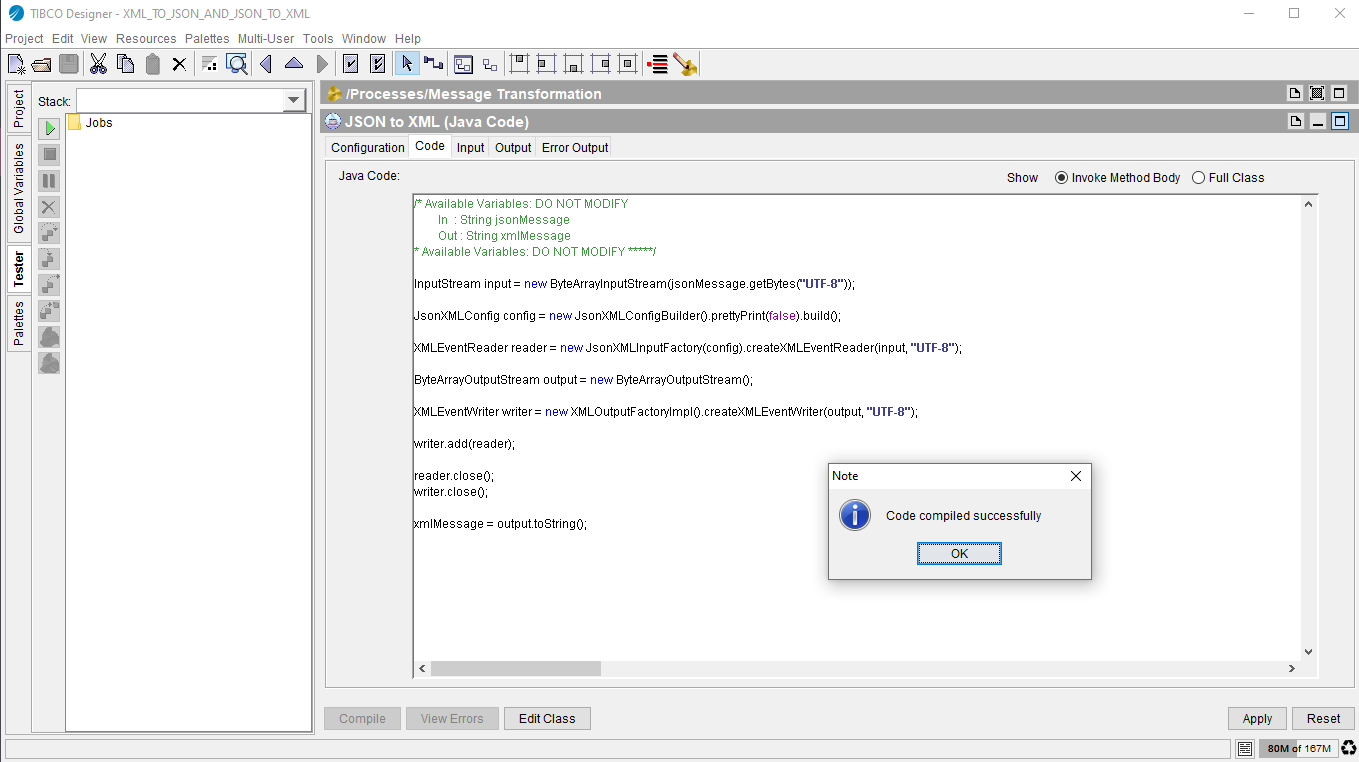 TIBCO Designer - XML_TO_JSON_AND_JSON_TO_XML
Project Edit View Resources Palettes Multi-User Tools Window Help
Project
Global Variables
Tester
Palettes
Stack:
Jobs
/Processes/Message Transformation
JSON to XML (Java Code)
Configuration Code Input Output Error Output
Java Code:
Show Invoke Method Body Full Class
/* Available Variables: DO NOT MODIFY
In : String jsonMessage
Out : String xmlMessage
* Available Variables: DO NOT MODIFY *****/
InputStream input = new ByteArrayInputStream(jsonMessage.getBytes("UTF-8"));
JsonXMLConfig config = new JsonXMLConfigBuilder().prettyPrint(false).build();
XMLEventReader reader = new JsonXMLInputFactory(config).createXMLEventReader(input, "UTF-8");
ByteArrayOutputStream output = new ByteArrayOutputStream();
XMLEventWriter writer = new XMLOutputFactoryImpl().createXMLEventWriter(output, "UTF-8");
writer.add(reader);
reader.close();
writer.close();
xmlMessage = output.toString();
Note
Code compiled successfully
OK
Compile View Errors Edit Class Apply Reset
80M of 167M